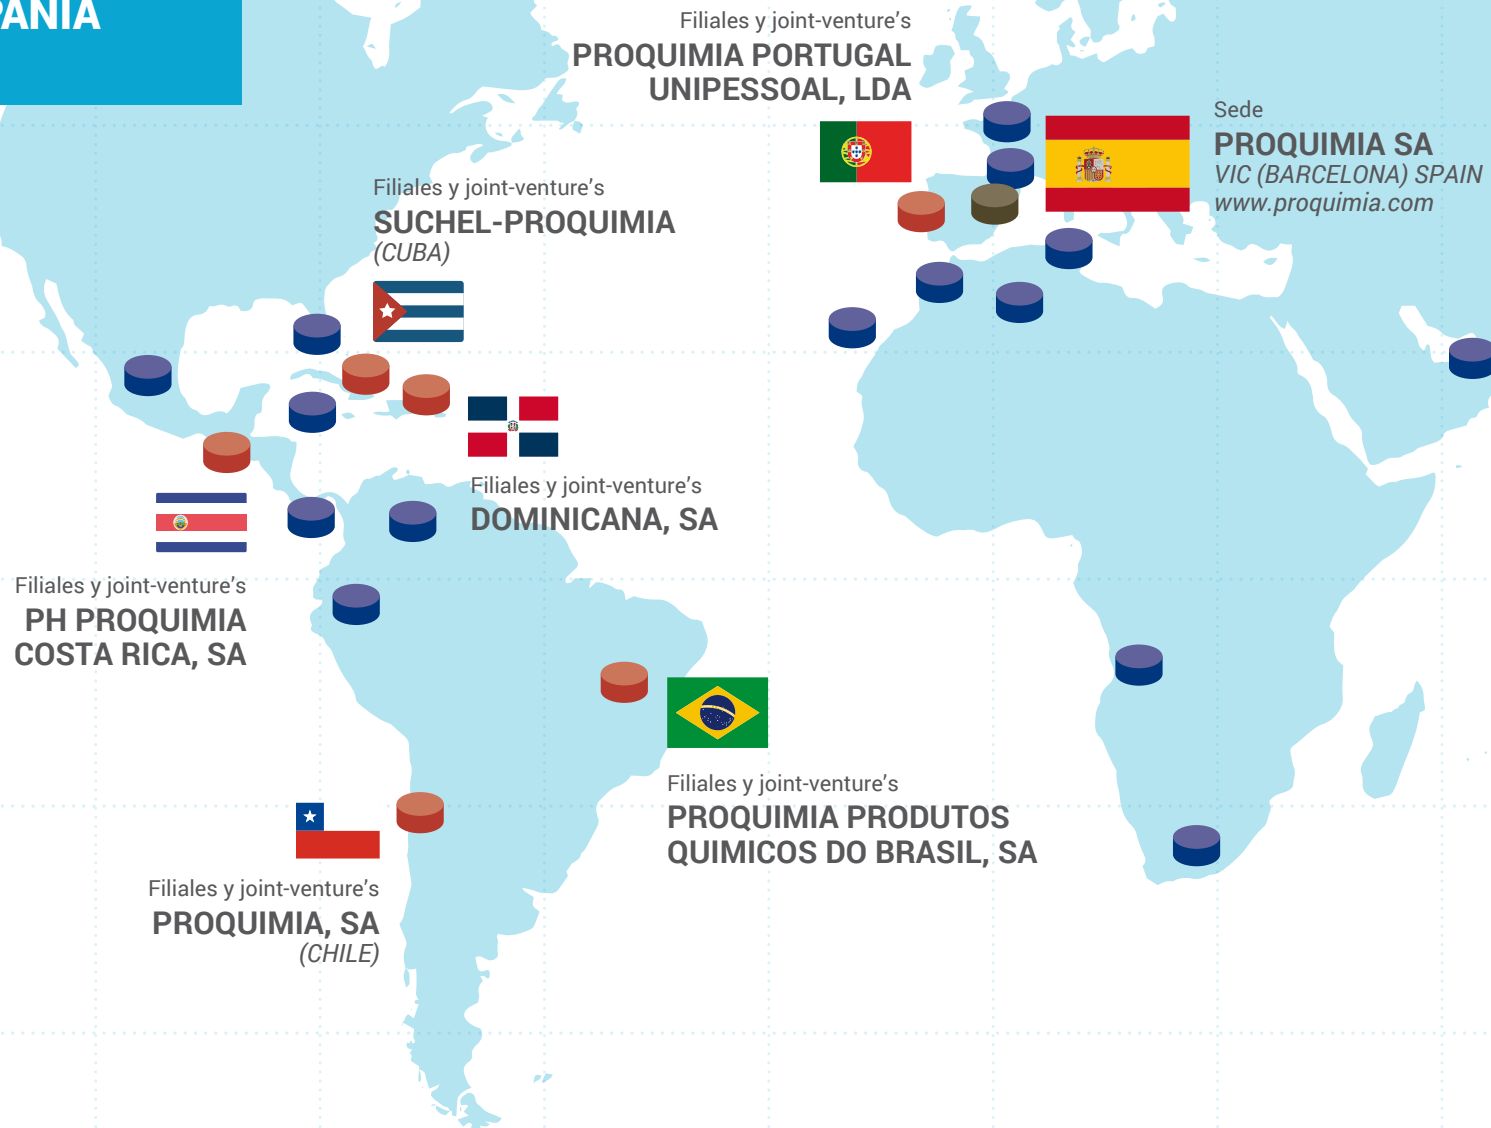 PAÑIA
Filiales y joint-venture's
PROQUIMIA PORTUGAL
UNIPESSOAL, LDA
Sede
PROQUIMIA SA
VIC (BARCELONA) SPAIN
www.proquimia.com
Filiales y joint-venture's
SUCHEL-PROQUIMIA
(CUBA)
Filiales y joint-venture's
DOMINICANA, SA
Filiales y joint-venture's
PH PROQUIMIA
COSTA RICA, SA
Filiales y joint-venture's
PROQUIMIA PRODUTOS
QUIMICOS DO BRASIL, SA
Filiales y joint-venture's
PROQUIMIA, SA
(CHILE)